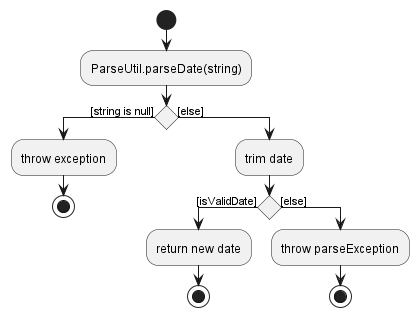 ParseUtil.parseDate(string)
[string is null]
[else]
throw exception
trim date
[isValidDate]
[else]
return new date
throw parseException